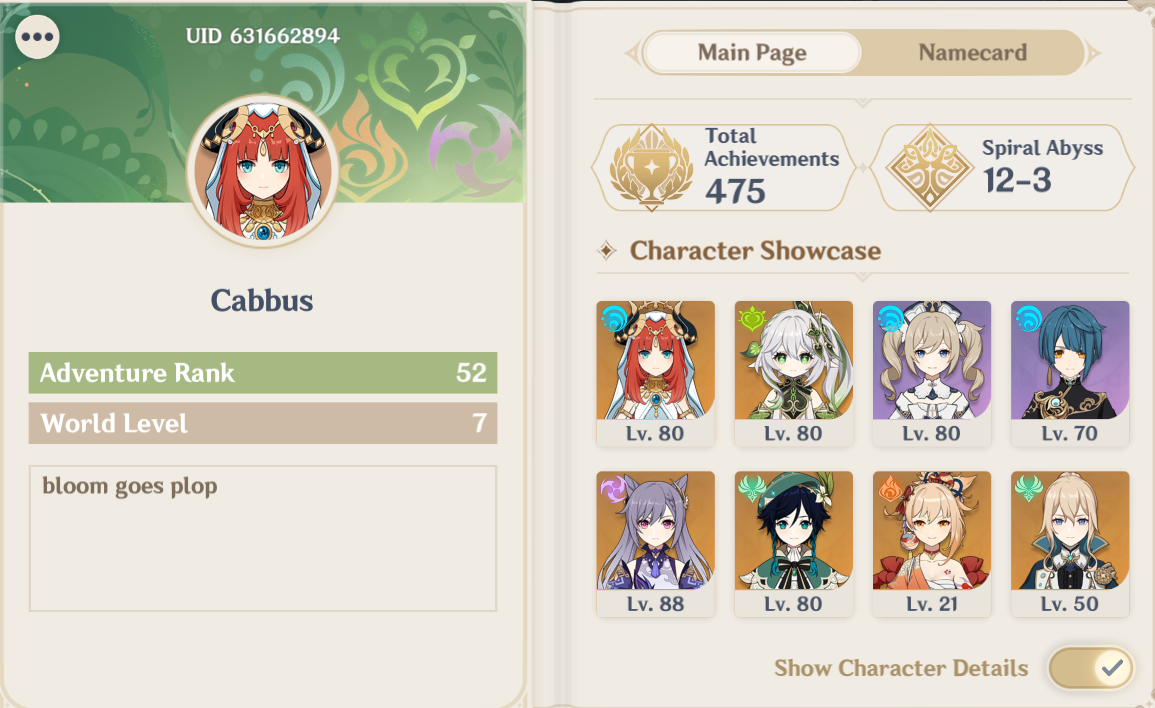 UID 631662894
Cabbus
Adventure Rank 52
World Level 7
bloom goes plop
Main Page Namecard
Total
Achievements
475
Spiral Abyss
12-3
Character Showcase
Lv. 80 Lv. 80 Lv. 80 Lv. 70
Lv. 88 Lv. 80 Lv. 21 Lv. 50
Show Character Details